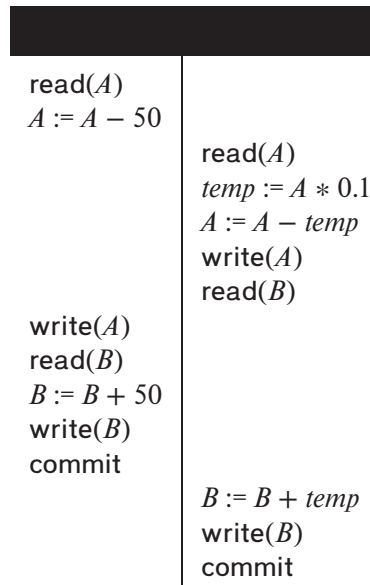 read(A)
A := A − 50
read(A)
temp := A ∗ 0.1
A := A − temp
write(A)
read(B)
write(A)
read(B)
B := B + 50
write(B)
commit
B := B + temp
write(B)
commit